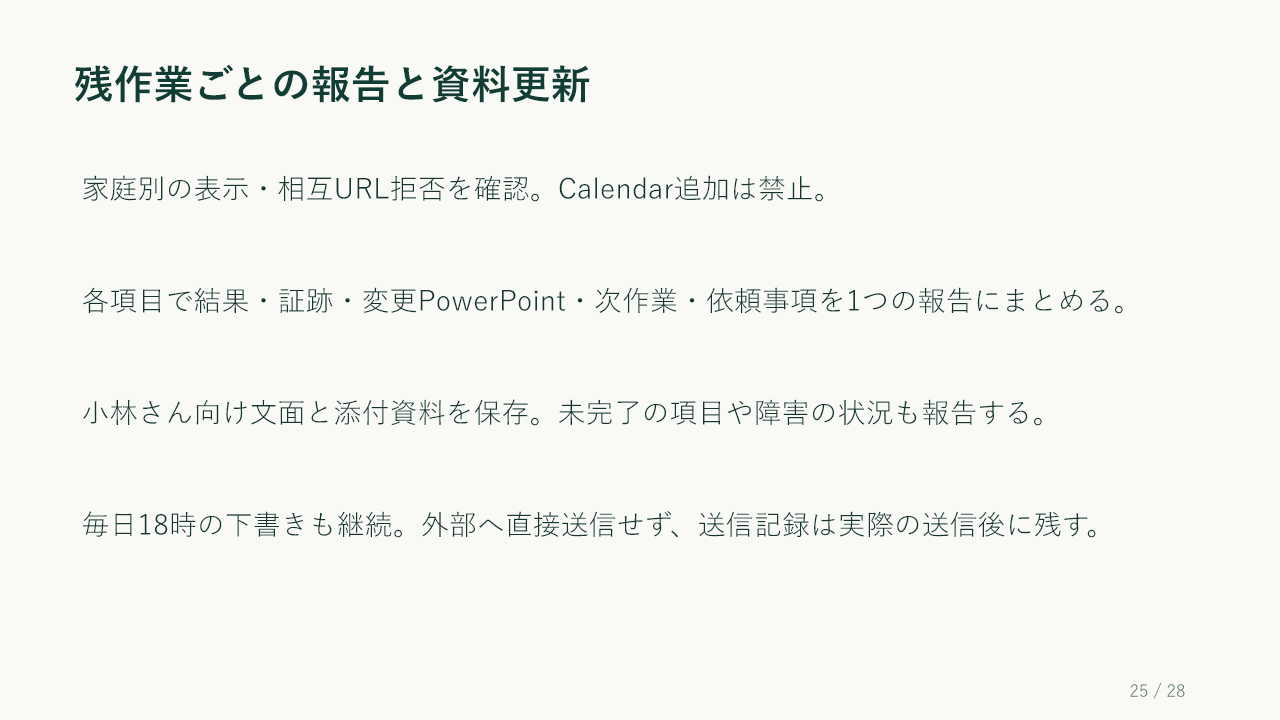 残作業ごとの報告と資料更新
家庭別の表示・相互URL拒否を確認。Calendar追加は禁止。
各項目で結果・証跡・変更PowerPoint・次作業・依頼事項を1つの報告にまとめる。
小林さん向け文面と添付資料を保存。未完了の項目や障害の状況も報告する。
毎日18時の下書きも継続。外部へ直接送信せず、送信記録は実際の送信後に残す。
25 / 28